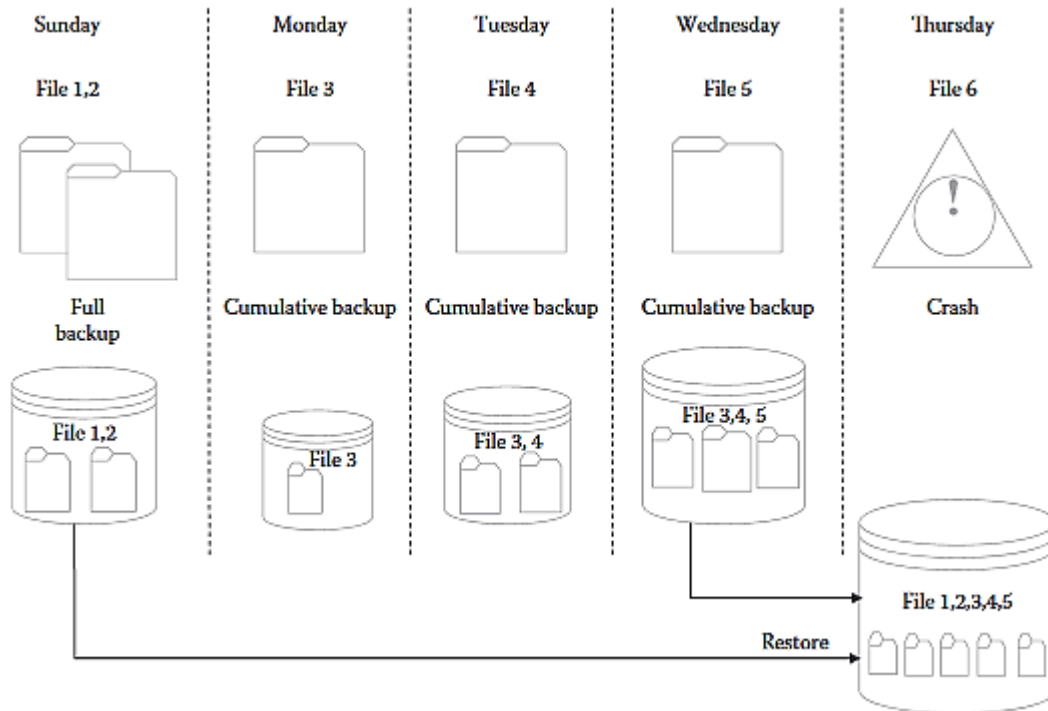 Sunday
Monday
Tuesday
Wednesday
Thursday
File 1,2
File 3
File 4
File 5
File 6
!
Full
backup
Cumulative backup
Cumulative backup
Cumulative backup
Crash
File 1,2
File 3
File 3, 4
File 3,4, 5
File 1,2,3,4,5
Restore